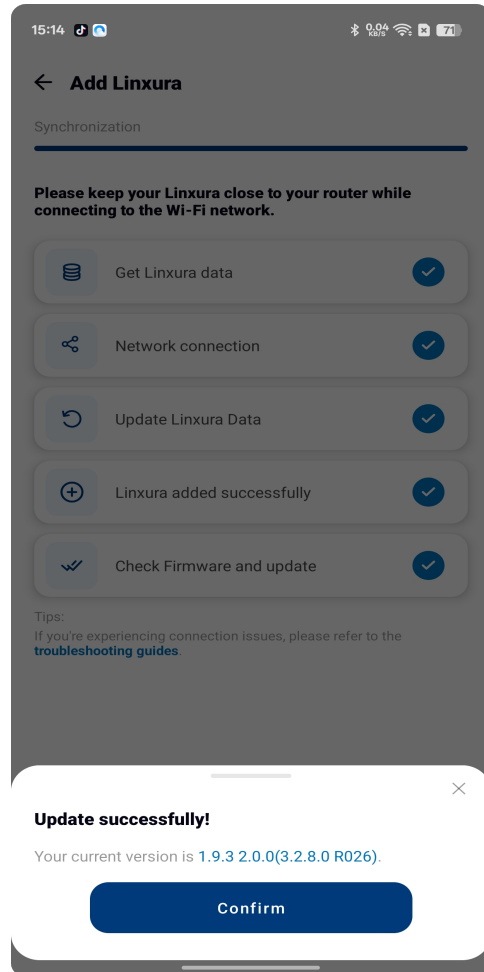 15:14
0.04
KB/S
71
Add Linxura
Synchronization
Please keep your Linxura close to your router while
connecting to the Wi-Fi network.
Get Linxura data
Network connection
Update Linxura Data
Linxura added successfully
Check Firmware and update
Tips:
If you're experiencing connection issues, please refer to the
troubleshooting guides.
Update successfully!
Your current version is 1.9.3 2.0.0(3.2.8.0 R026).
Confirm